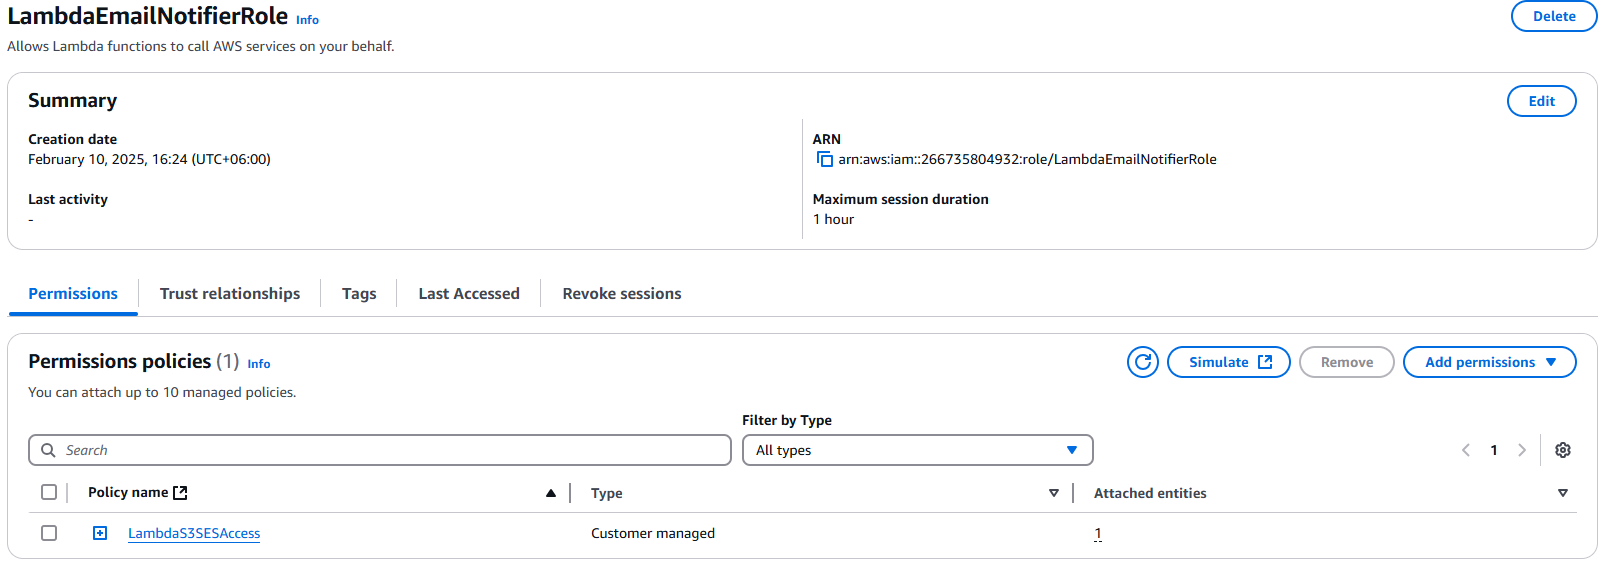 LambdaEmailNotifierRole Info
Delete
Allows Lambda functions to call AWS services on your behalf.
Summary
Edit
Creation date
February 10, 2025, 16:24 (UTC+06:00)
ARN
arn:aws:iam::266735804932:role/LambdaEmailNotifierRole
Last activity
-
Maximum session duration
1 hour
Permissions
Trust relationships
Tags
Last Accessed
Revoke sessions
Permissions policies (1) Info
Simulate
Remove
Add permissions
You can attach up to 10 managed policies.
Filter by Type
Search
All types
1
Policy name
Type
Attached entities
LambdaS3SESAccess
Customer managed
1